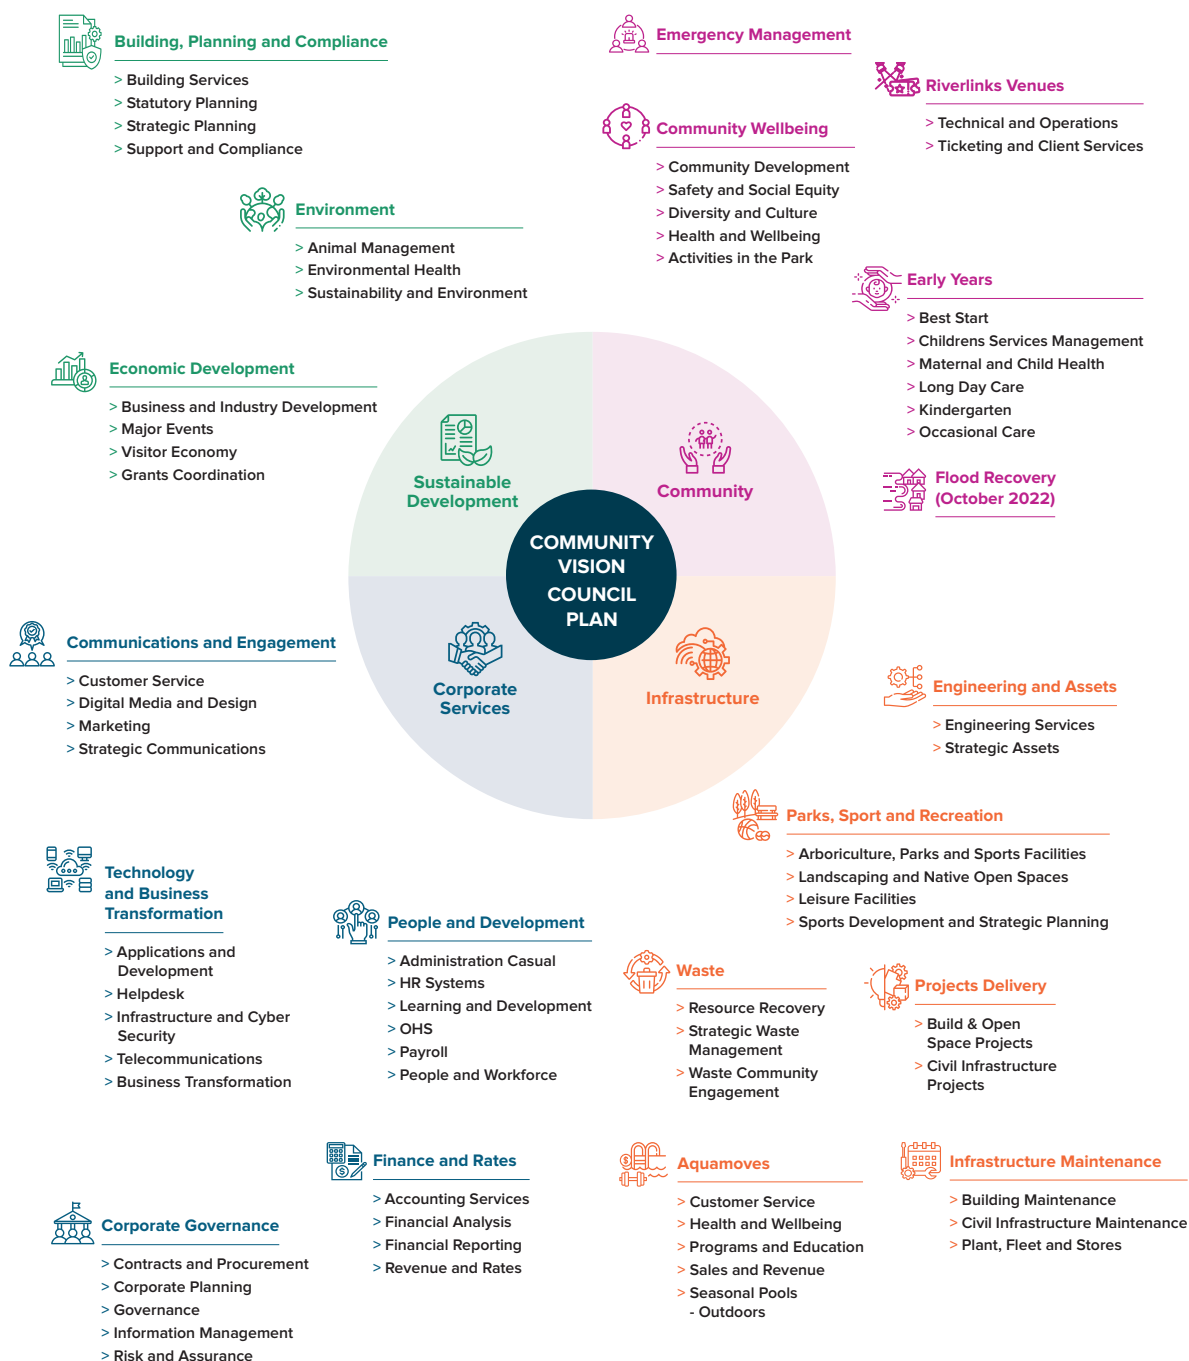 Building, Planning and Compliance
> Building Services
> Statutory Planning
> Strategic Planning
> Support and Compliance
Emergency Management
Riverlinks Venues
> Technical and Operations
> Ticketing and Client Services
Community Wellbeing
> Community Development
> Safety and Social Equity
> Diversity and Culture
> Health and Wellbeing
> Activities in the Park
Environment
> Animal Management
> Environmental Health
> Sustainability and Environment
Early Years
> Best Start
> Childrens Services Management
> Maternal and Child Health
> Long Day Care
> Kindergarten
> Occasional Care
Economic Development
> Business and Industry Development
> Major Events
> Visitor Economy
> Grants Coordination
Flood Recovery
(October 2022)
Sustainable
Development
Community
COMMUNITY
VISION
COUNCIL
PLAN
Corporate
Services
Infrastructure
Communications and Engagement
> Customer Service
> Digital Media and Design
> Marketing
> Strategic Communications
Engineering and Assets
> Engineering Services
> Strategic Assets
Parks, Sport and Recreation
> Arboriculture, Parks and Sports Facilities
> Landscaping and Native Open Spaces
> Leisure Facilities
> Sports Development and Strategic Planning
Technology
and Business
Transformation
> Applications and
Development
> Helpdesk
> Infrastructure and Cyber
Security
> Telecommunications
> Business Transformation
People and Development
> Administration Casual
> HR Systems
> Learning and Development
> OHS
> Payroll
> People and Workforce
Waste
> Resource Recovery
> Strategic Waste
Management
> Waste Community
Engagement
Projects Delivery
> Build & Open
Space Projects
> Civil Infrastructure
Projects
Finance and Rates
> Accounting Services
> Financial Analysis
> Financial Reporting
> Revenue and Rates
Aquamoves
> Customer Service
> Health and Wellbeing
> Programs and Education
> Sales and Revenue
> Seasonal Pools
- Outdoors
Infrastructure Maintenance
> Building Maintenance
> Civil Infrastructure Maintenance
> Plant, Fleet and Stores
Corporate Governance
> Contracts and Procurement
> Corporate Planning
> Governance
> Information Management
> Risk and Assurance